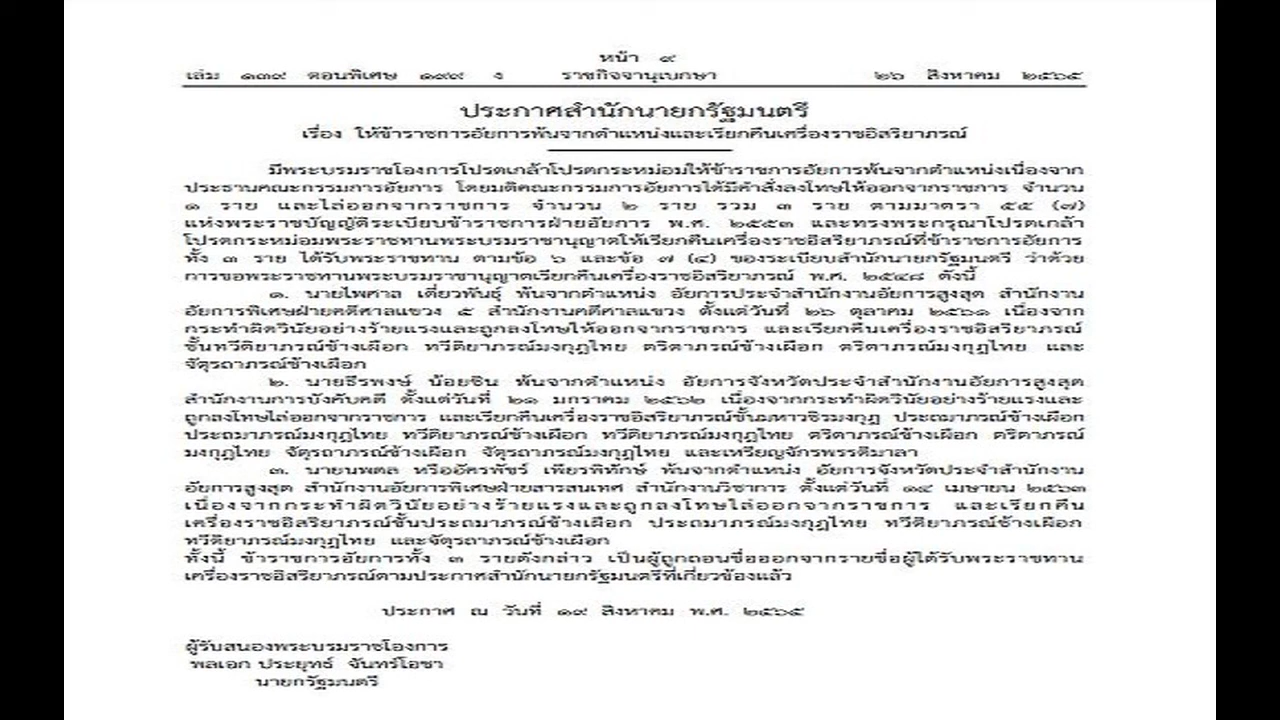 หน้า ๙
เล่ม ๑๓๙ ตอนพิเศษ ๑๙๙ ง ราชกิจจานุเบกษา ๒๖ สิงหาคม ๒๕๖๕
ประกาศสำนักนายกรัฐมนตรี
เรื่อง ให้ข้าราชการอัยการพ้นจากตำแหน่งและเรียกคืนเครื่องราชอิสริยาภรณ์
มีพระบรมราชโองการโปรดเกล้าโปรดกระหม่อมให้ข้าราชการอัยการพ้นจากตำแหน่งเนื่องจาก
ประธานคณะกรรมการอัยการ โดยมติคณะกรรมการอัยการได้มีคำสั่งลงโทษให้ออกจากราชการ จำนวน
๑ ราย และไล่ออกจากราชการ จำนวน ๒ ราย รวม ๓ ราย ตามมาตรา ๕๕ (๗)
แห่งพระราชบัญญัติระเบียบข้าราชการฝ่ายอัยการ พ.ศ. ๒๕๕๓ และทรงพระกรุณาโปรดเกล้า
โปรดกระหม่อมพระราชทานพระบรมราชานุญาตให้เรียกคืนเครื่องราชอิสริยาภรณ์ที่ข้าราชการอัยการ
ทั้ง ๓ ราย ได้รับพระราชทาน ตามข้อ ๖ และข้อ ๗ (๔) ของระเบียบสำนักนายกรัฐมนตรี ว่าด้วย
การขอพระราชทานพระบรมราชานุญาตเรียกคืนเครื่องราชอิสริยาภรณ์ พ.ศ. ๒๕๔๘ ดังนี้
๑. นายไพศาล เตี่ยวพันธุ์ พ้นจากตำแหน่ง อัยการประจำสำนักงานอัยการสูงสุด สำนักงาน
อัยการพิเศษฝ่ายคดีศาลแขวง ๕ สำนักงานคดีศาลแขวง ตั้งแต่วันที่ ๒๖ ตุลาคม ๒๕๖๑ เนื่องจาก
กระทำผิดวินัยอย่างร้ายแรงและถูกลงโทษให้ออกจากราชการ และเรียกคืนเครื่องราชอิสริยาภรณ์
ชั้นทวีติยาภรณ์ช้างเผือก ทวีติยาภรณ์มงกุฎไทย ตริตาภรณ์ช้างเผือก ตริตาภรณ์มงกุฎไทย และ
จัตุรถาภรณ์ช้างเผือก
๒. นายธีรพงษ์ น้อยชิน พ้นจากตำแหน่ง อัยการจังหวัดประจำสำนักงานอัยการสูงสุด
สำนักงานการบังคับคดี ตั้งแต่วันที่ ๒๑ มกราคม ๒๕๖๒ เนื่องจากกระทำผิดวินัยอย่างร้ายแรงและ
ถูกลงโทษไล่ออกจากราชการ และเรียกคืนเครื่องราชอิสริยาภรณ์ชั้นมหาวชิรมงกุฎ ประถมาภรณ์ช้างเผือก
ประถมาภรณ์มงกุฎไทย ทวีติยาภรณ์ช้างเผือก ทวีติยาภรณ์มงกุฎไทย ตริตาภรณ์ช้างเผือก ตริตาภรณ์
มงกุฎไทย จัตุรถาภรณ์ช้างเผือก จัตุรถาภรณ์มงกุฎไทย และเหรียญจักรพรรดิมาลา
๓. นายนพดล หรืออัครพัชร์ เพียรพิทักษ์ พ้นจากตำแหน่ง อัยการจังหวัดประจำสำนักงาน
อัยการสูงสุด สำนักงานอัยการพิเศษฝ่ายสารสนเทศ สำนักงานวิชาการ ตั้งแต่วันที่ ๑๔ เมษายน ๒๕๖๓
เนื่องจากกระทำผิดวินัยอย่างร้ายแรงและถูกลงโทษไล่ออกจากราชการ และเรียกคืน
เครื่องราชอิสริยาภรณ์ชั้นประถมาภรณ์ช้างเผือก ประถมาภรณ์มงกุฎไทย ทวีติยาภรณ์ช้างเผือก
ทวีติยาภรณ์มงกุฎไทย และจัตุรถาภรณ์ช้างเผือก
ทั้งนี้ ข้าราชการอัยการทั้ง ๓ รายดังกล่าว เป็นผู้ถูกถอนชื่อออกจากรายชื่อผู้ได้รับพระราชทาน
เครื่องราชอิสริยาภรณ์ตามประกาศสำนักนายกรัฐมนตรีที่เกี่ยวข้องแล้ว
ประกาศ ณ วันที่ ๑๙ สิงหาคม พ.ศ. ๒๕๖๕
ผู้รับสนองพระบรมราชโองการ
พลเอก ประยุทธ์ จันทร์โอชา
นายกรัฐมนตรี